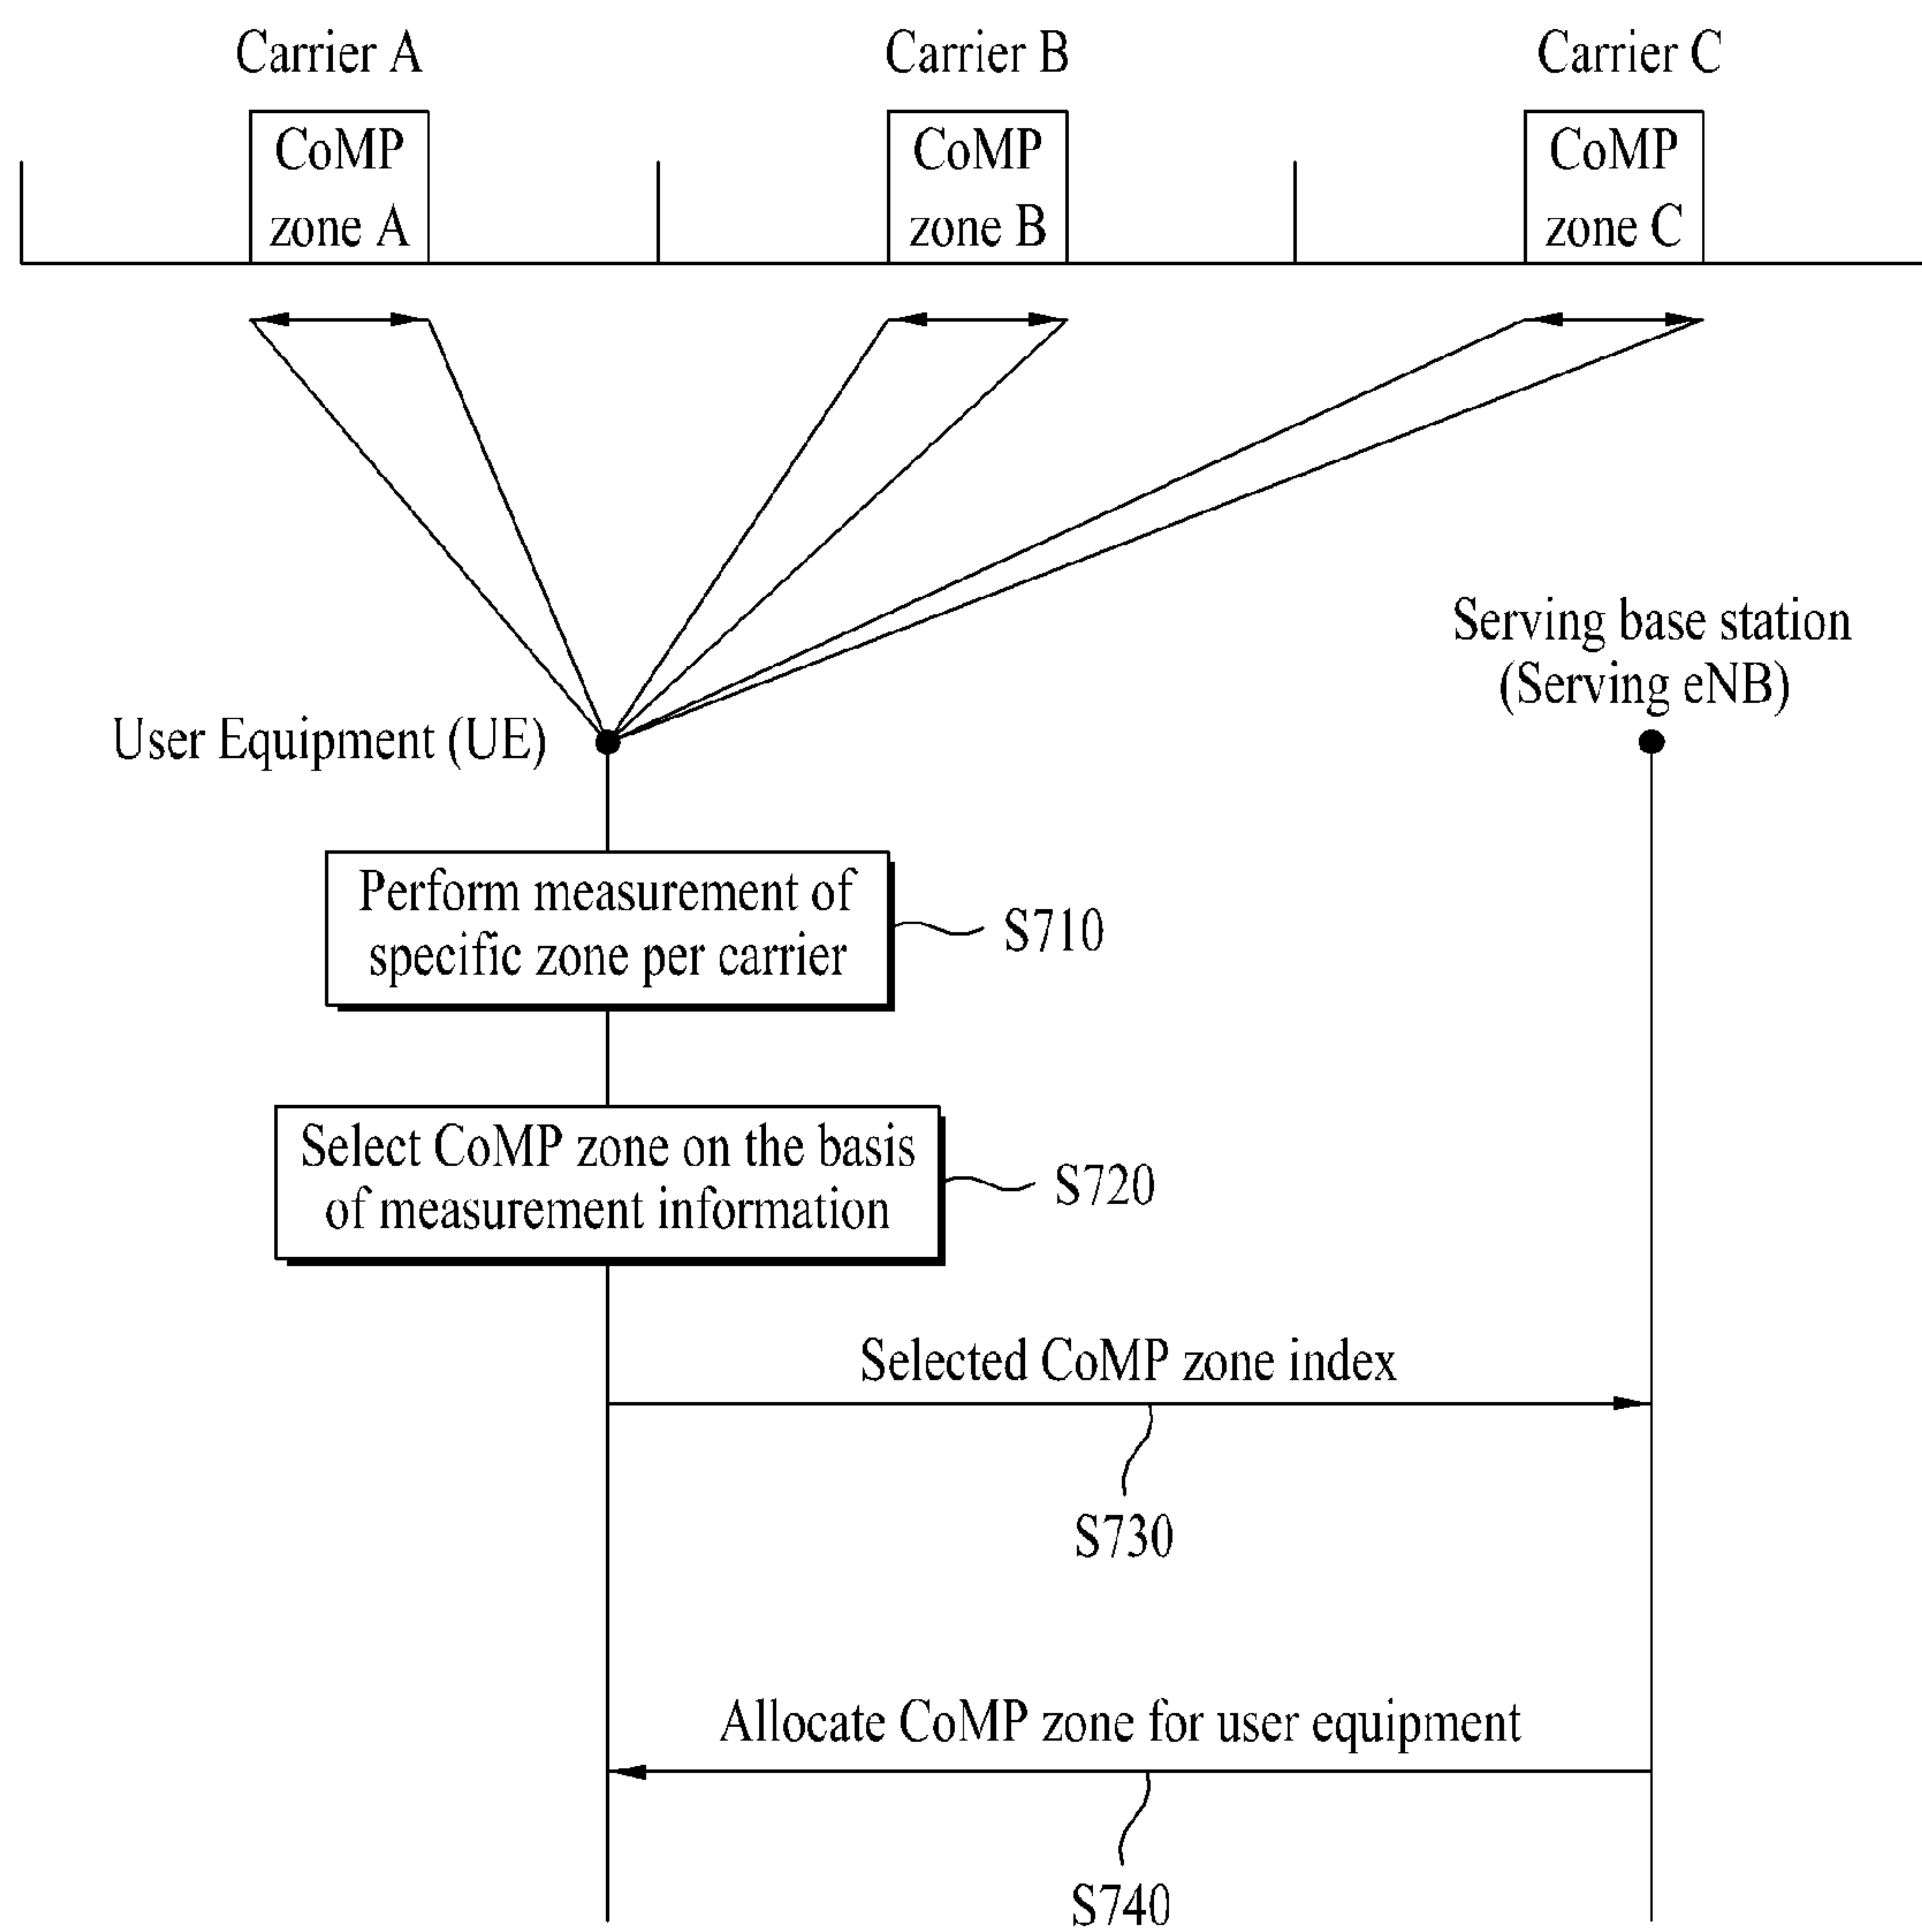 Carrier A
Carrier B
Carrier C
CoMP
zone A
CoMP
zone B
CoMP
zone C
Serving base station
(Serving eNB)
User Equipment (UE)
Perform measurement of
specific zone per carrier
S710
Select CoMP zone on the basis
of measurement information
S720
Selected CoMP zone index
S730
Allocate CoMP zone for user equipment
S740